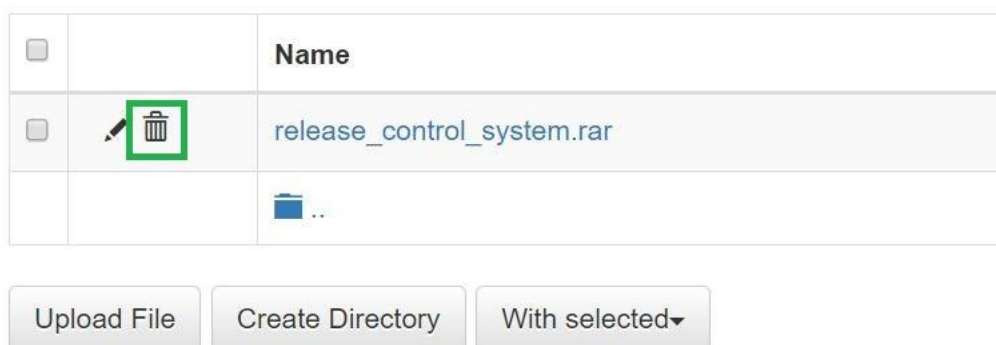 Name
release_control_system.rar
..
Upload File Create Directory With selected